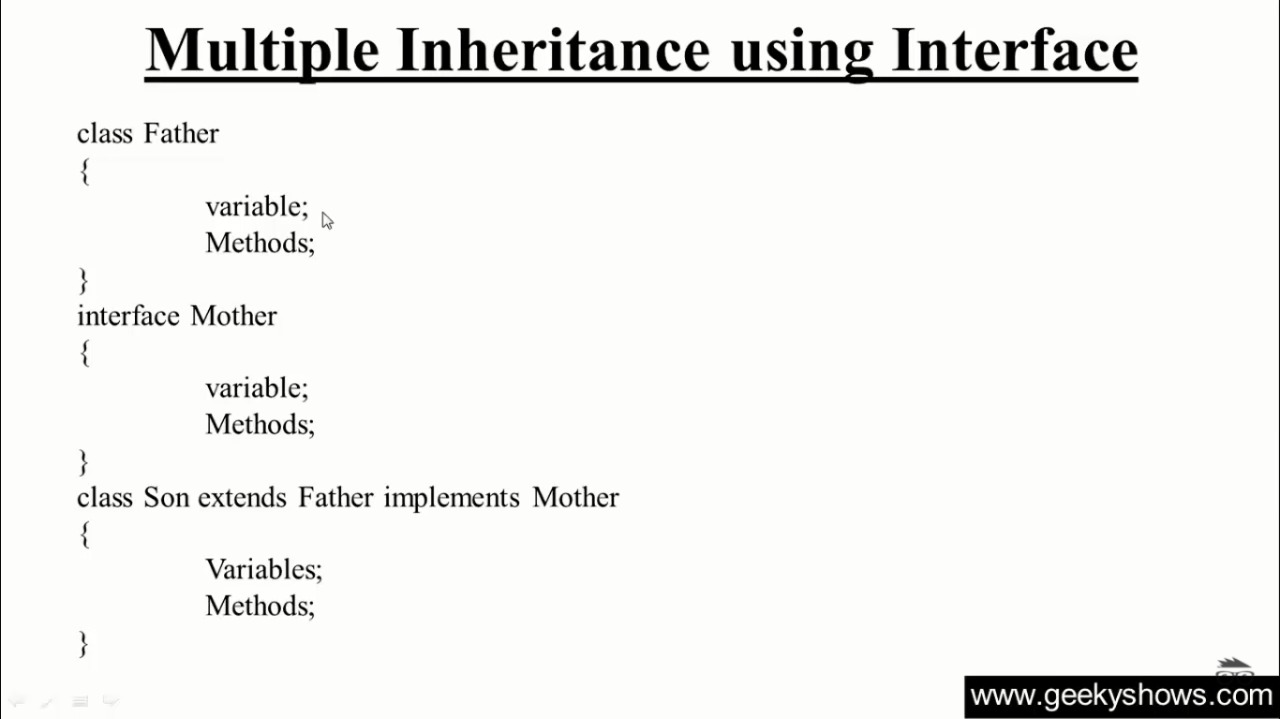 Multiple Inheritance using Interface
class Father
{
variable;
Methods;
}
interface Mother
{
variable;
Methods;
}
class Son extends Father implements Mother
{
Variables;
Methods;
}
www.geekyshows.com